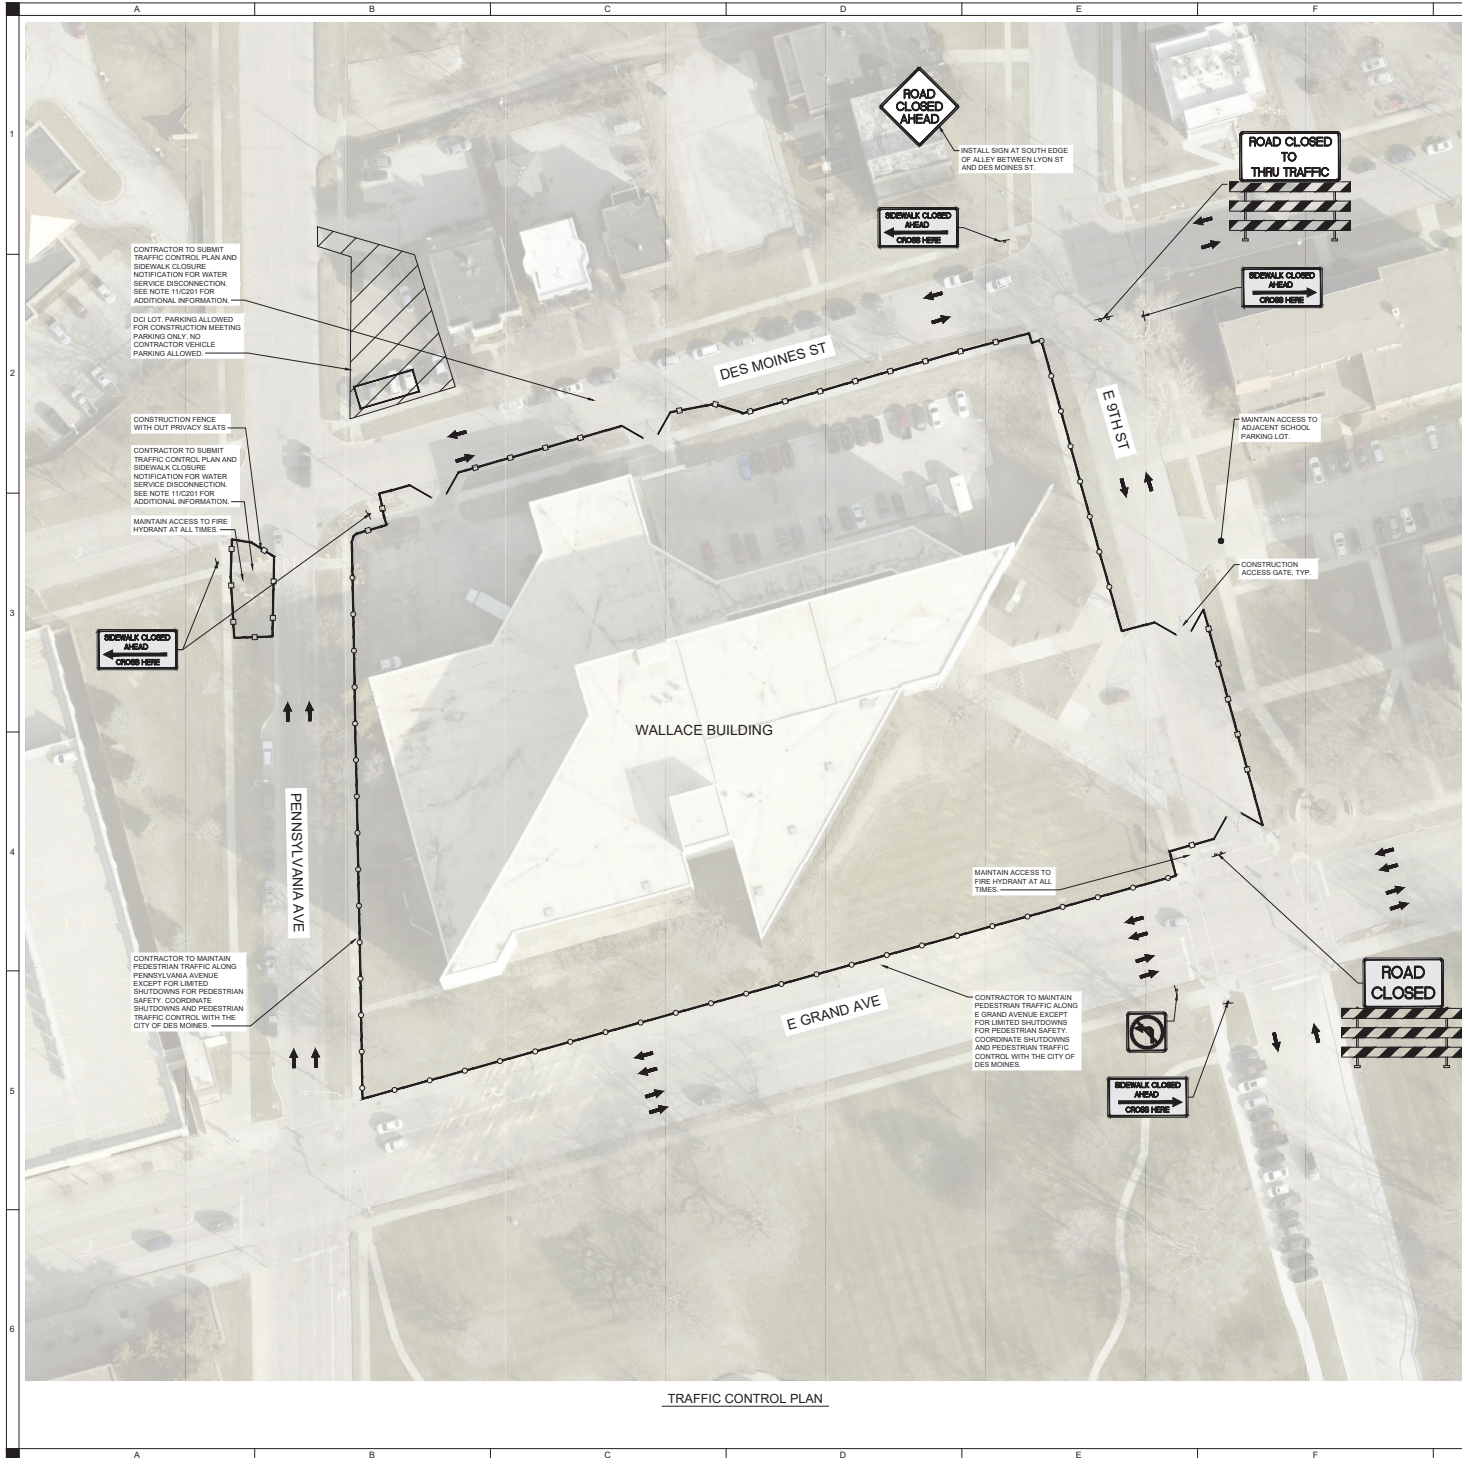 A B C D E F
1
2
3
4
5
6
ROAD
CLOSED
AHEAD
INSTALL SIGN AT SOUTH EDGE
OF ALLEY BETWEEN LYON ST
AND DES MOINES ST.
ROAD CLOSED
TO
THRU TRAFFIC
SIDEWALK CLOSED
AHEAD
CROSS HERE
SIDEWALK CLOSED
AHEAD
CROSS HERE
CONTRACTOR TO SUBMIT
TRAFFIC CONTROL PLAN AND
SIDEWALK CLOSURE
NOTIFICATION FOR WATER
SERVICE DISCONNECTION.
SEE NOTE 11/C201 FOR
ADDITIONAL INFORMATION.
DCI LOT. PARKING ALLOWED
FOR CONSTRUCTION MEETING
PARKING ONLY. NO
CONTRACTOR VEHICLE
PARKING ALLOWED.
DES MOINES ST
E 9TH ST
CONSTRUCTION FENCE
WITH OUT PRIVACY SLATS
MAINTAIN ACCESS TO
ADJACENT SCHOOL
PARKING LOT.
CONTRACTOR TO SUBMIT
TRAFFIC CONTROL PLAN AND
SIDEWALK CLOSURE
NOTIFICATION FOR WATER
SERVICE DISCONNECTION.
SEE NOTE 11/C201 FOR
ADDITIONAL INFORMATION.
MAINTAIN ACCESS TO FIRE
HYDRANT AT ALL TIMES.
CONSTRUCTION
ACCESS GATE, TYP.
SIDEWALK CLOSED
AHEAD
CROSS HERE
WALLACE BUILDING
PENNSYLVANIA AVE
MAINTAIN ACCESS TO
FIRE HYDRANT AT ALL
TIMES.
CONTRACTOR TO MAINTAIN
PEDESTRIAN TRAFFIC ALONG
PENNSYLVANIA AVENUE
EXCEPT FOR LIMITED
SHUTDOWNS FOR PEDESTRIAN
SAFETY. COORDINATE
SHUTDOWNS AND PEDESTRIAN
TRAFFIC CONTROL WITH THE
CITY OF DES MOINES.
E GRAND AVE
CONTRACTOR TO MAINTAIN
PEDESTRIAN TRAFFIC ALONG
E GRAND AVENUE EXCEPT
FOR LIMITED SHUTDOWNS
FOR PEDESTRIAN SAFETY.
COORDINATE SHUTDOWNS
AND PEDESTRIAN TRAFFIC
CONTROL WITH THE CITY OF
DES MOINES.
ROAD
CLOSED
SIDEWALK CLOSED
AHEAD
CROSS HERE
TRAFFIC CONTROL PLAN
A B C D E F